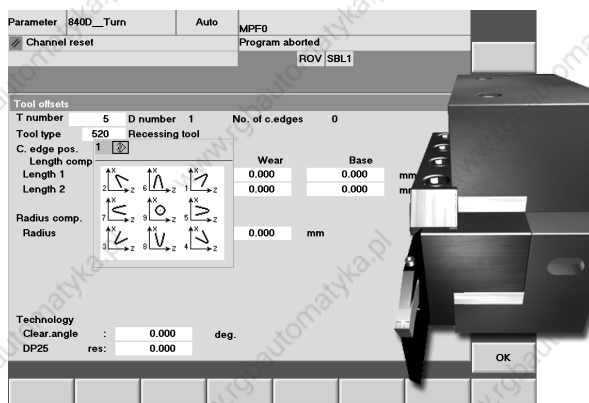 Parameter 840D__Turn Auto MPF0
Channel reset Program aborted
ROV SBL1
Tool offsets
T number 5 D number 1 No. of c.edges 0
Tool type 520 Recessing tool
C. edge pos. 1
Length comp Wear Base
Length 1 0.000 0.000 mm
Length 2 0.000 0.000
X X X
2 Z 6 Z 1 Z
X X X
7 Z 9 Z 5 Z
X X X
3 Z 8 Z 4 Z
Radius comp.
Radius 0.000 mm
Technology
Clear.angle : 0.000 deg.
DP25 res: 0.000
OK
www.rgbautomatyka.pl